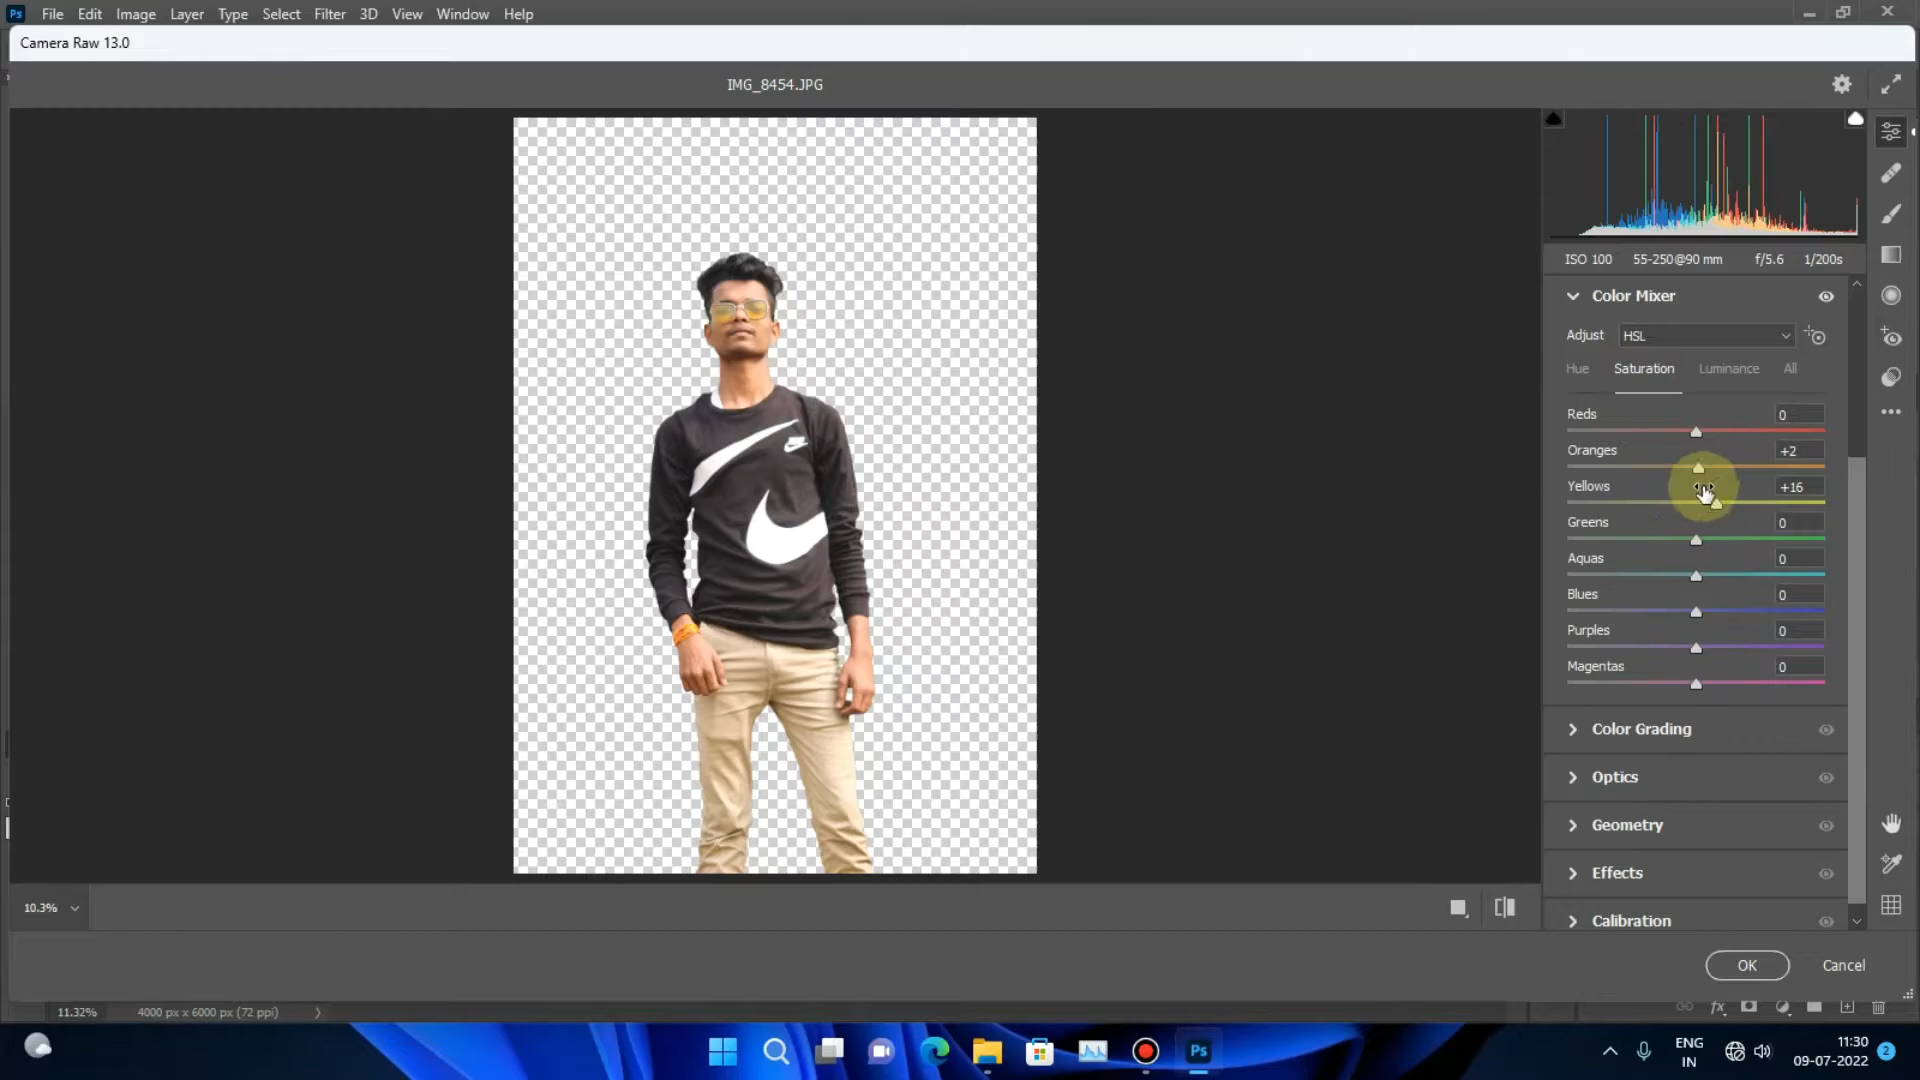 Ps File Edit Image Layer Type Select Filter 3D View Window Help
Camera Raw 13.0
IMG_8454.JPG
ISO 100 55-250@90 mm f/5.6 1/200s
Color Mixer
Adjust HSL
Hue Saturation Luminance All
Reds 0
Oranges +2
Yellows +16
Greens 0
Aquas 0
Blues 0
Purples 0
Magentas 0
Color Grading
Optics
Geometry
Effects
Calibration
10.3%
OK Cancel
11.32% 4000 px x 6000 px (72 ppi)
fx
Ps
ENG
IN
11:30
09-07-2022
2